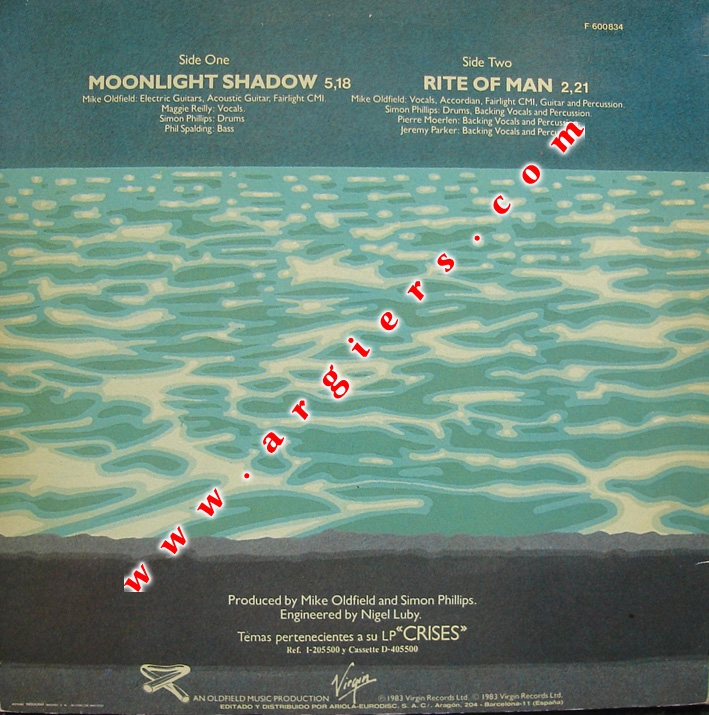 F-600834
Side One
MOONLIGHT SHADOW 5,18
Mike Oldfield: Electric Guitars, Acoustic Guitar, Fairlight CMI.
Maggie Reilly: Vocals.
Simon Phillips: Drums
Phil Spalding: Bass
Side Two
RITE OF MAN 2,21
Mike Oldfield: Vocals, Accordian, Fairlight CMI, Guitar and Percussion.
Simon Phillips: Drums, Backing Vocals and Percussion.
Pierre Moerlen: Backing Vocals and
Jeremy Parker: Backing Vocals and
www.argiers.com
Produced by Mike Oldfield and Simon Phillips.
Engineered by Nigel Luby.
Temas pertenecientes a su LP «CRISES»
Ref. I-205500 y Cassette D-405500
AN OLDFIELD MUSIC PRODUCTION
Virgin
℗ 1983 Virgin Records Ltd. © 1983 Virgin Records Ltd.
EDITADO Y DISTRIBUIDO POR ARIOLA-EURODISC, S. A. C/. Aragón, 204 - Barcelona-11 (España)